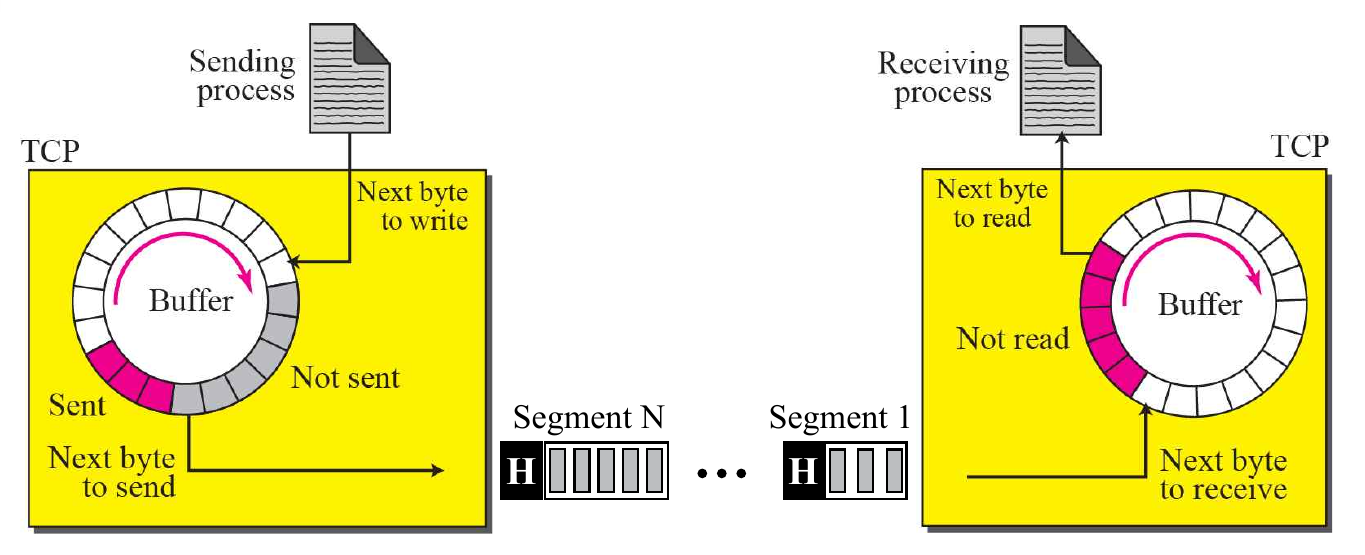 Sending
process
Receiving
process
TCP
TCP
Next byte
to write
Next byte
to read
Buffer
Buffer
Not sent
Not read
Sent
Segment N
Segment 1
Next byte
to send
H
...
H
Next byte
to receive